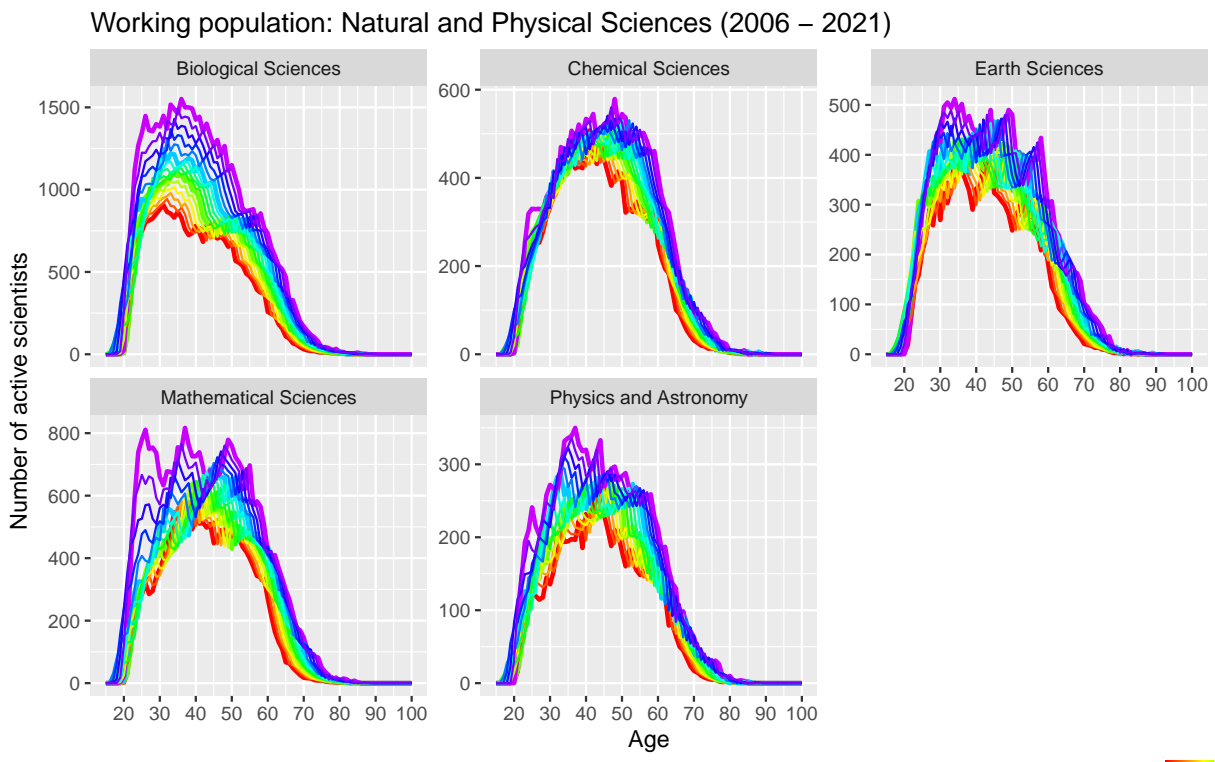 Working population: Natural and Physical Sciences (2006 – 2021)
Biological Sciences
Chemical Sciences
Earth Sciences
1500
1000
500
0
600
400
200
0
500
400
300
200
100
0
20 30 40 50 60 70 80 90 100
Mathematical Sciences
Physics and Astronomy
800
600
400
200
0
300
200
100
0
20 30 40 50 60 70 80 90 100
20 30 40 50 60 70 80 90 100
Number of active scientists
Age